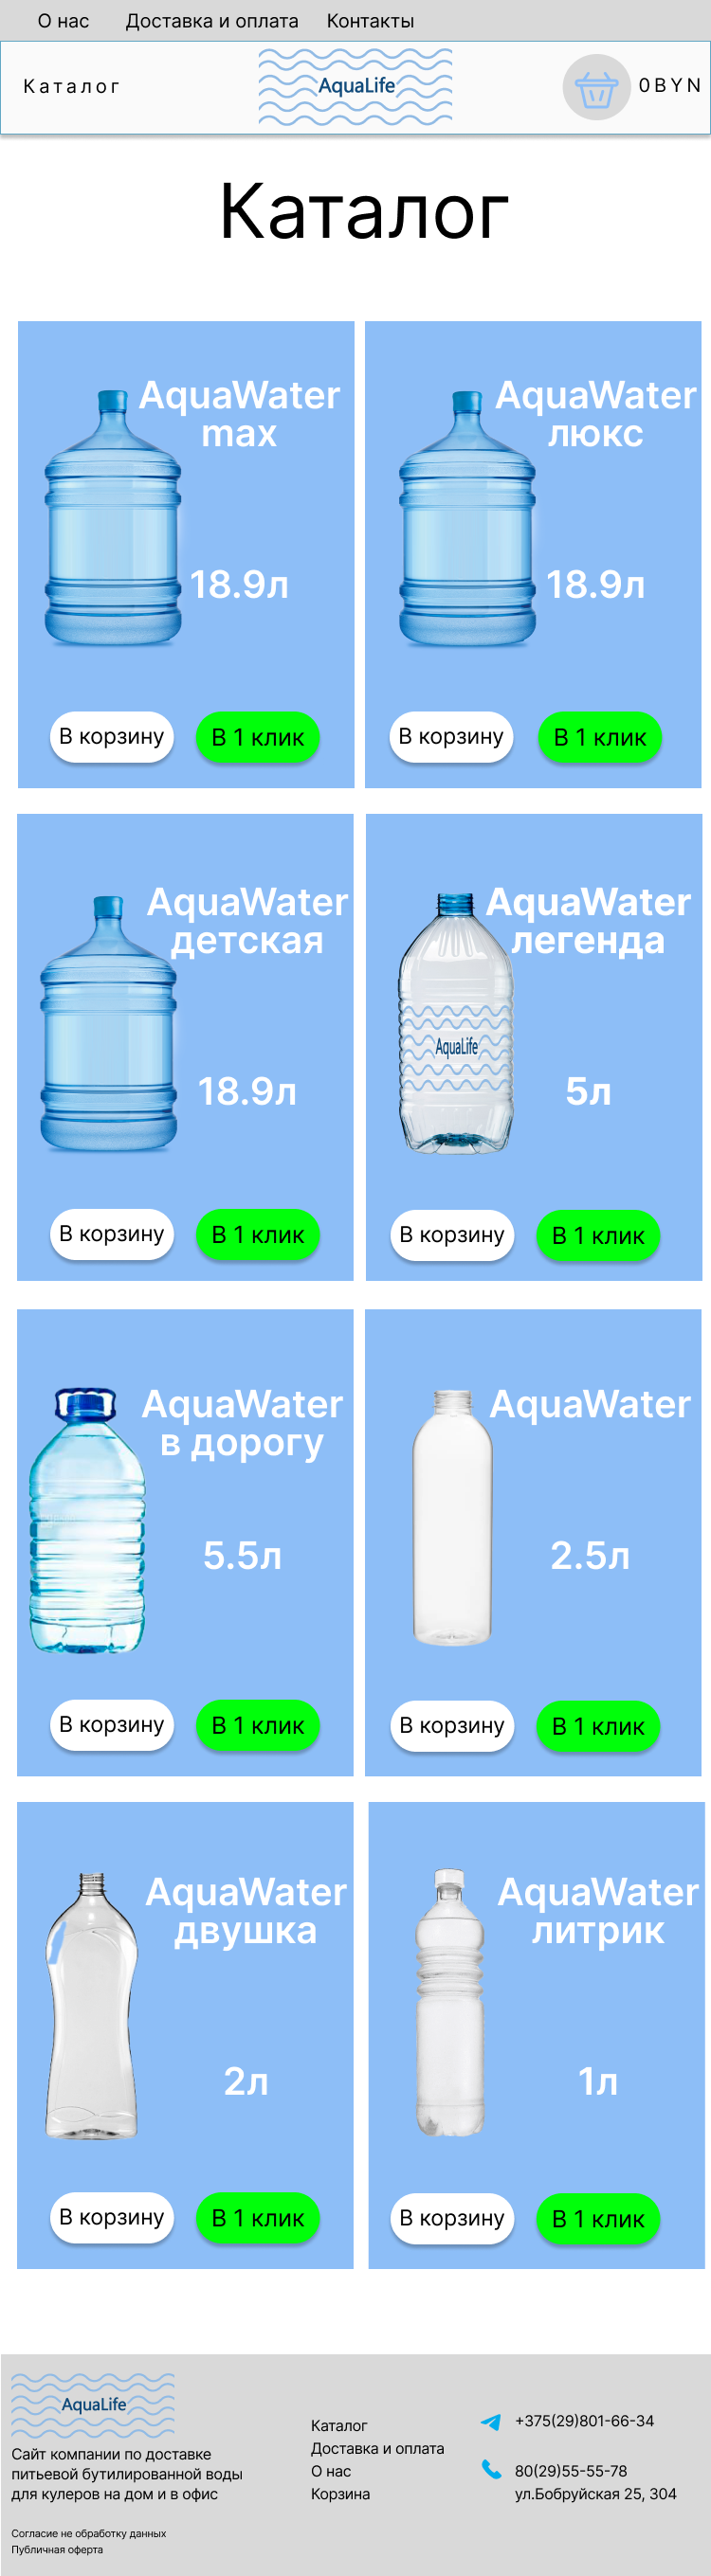 О нас Доставка и оплата Контакты
Каталог AquaLife 0BYN
Каталог
AquaWater
max
18.9л
В корзину В 1 клик
AquaWater
люкс
18.9л
В корзину В 1 клик
AquaWater
детская
18.9л
В корзину В 1 клик
AquaWater
легенда
AquaLife
5л
В корзину В 1 клик
AquaWater
в дорогу
5.5л
В корзину В 1 клик
AquaWater
2.5л
В корзину В 1 клик
AquaWater
двушка
2л
В корзину В 1 клик
AquaWater
литрик
1л
В корзину В 1 клик
AquaLife
Сайт компании по доставке
питьевой бутилированной воды
для кулеров на дом и в офис
Согласие не обработку данных
Публичная оферта
Каталог
Доставка и оплата
О нас
Корзина
+375(29)801-66-34
80(29)55-55-78
ул.Бобруйская 25, 304